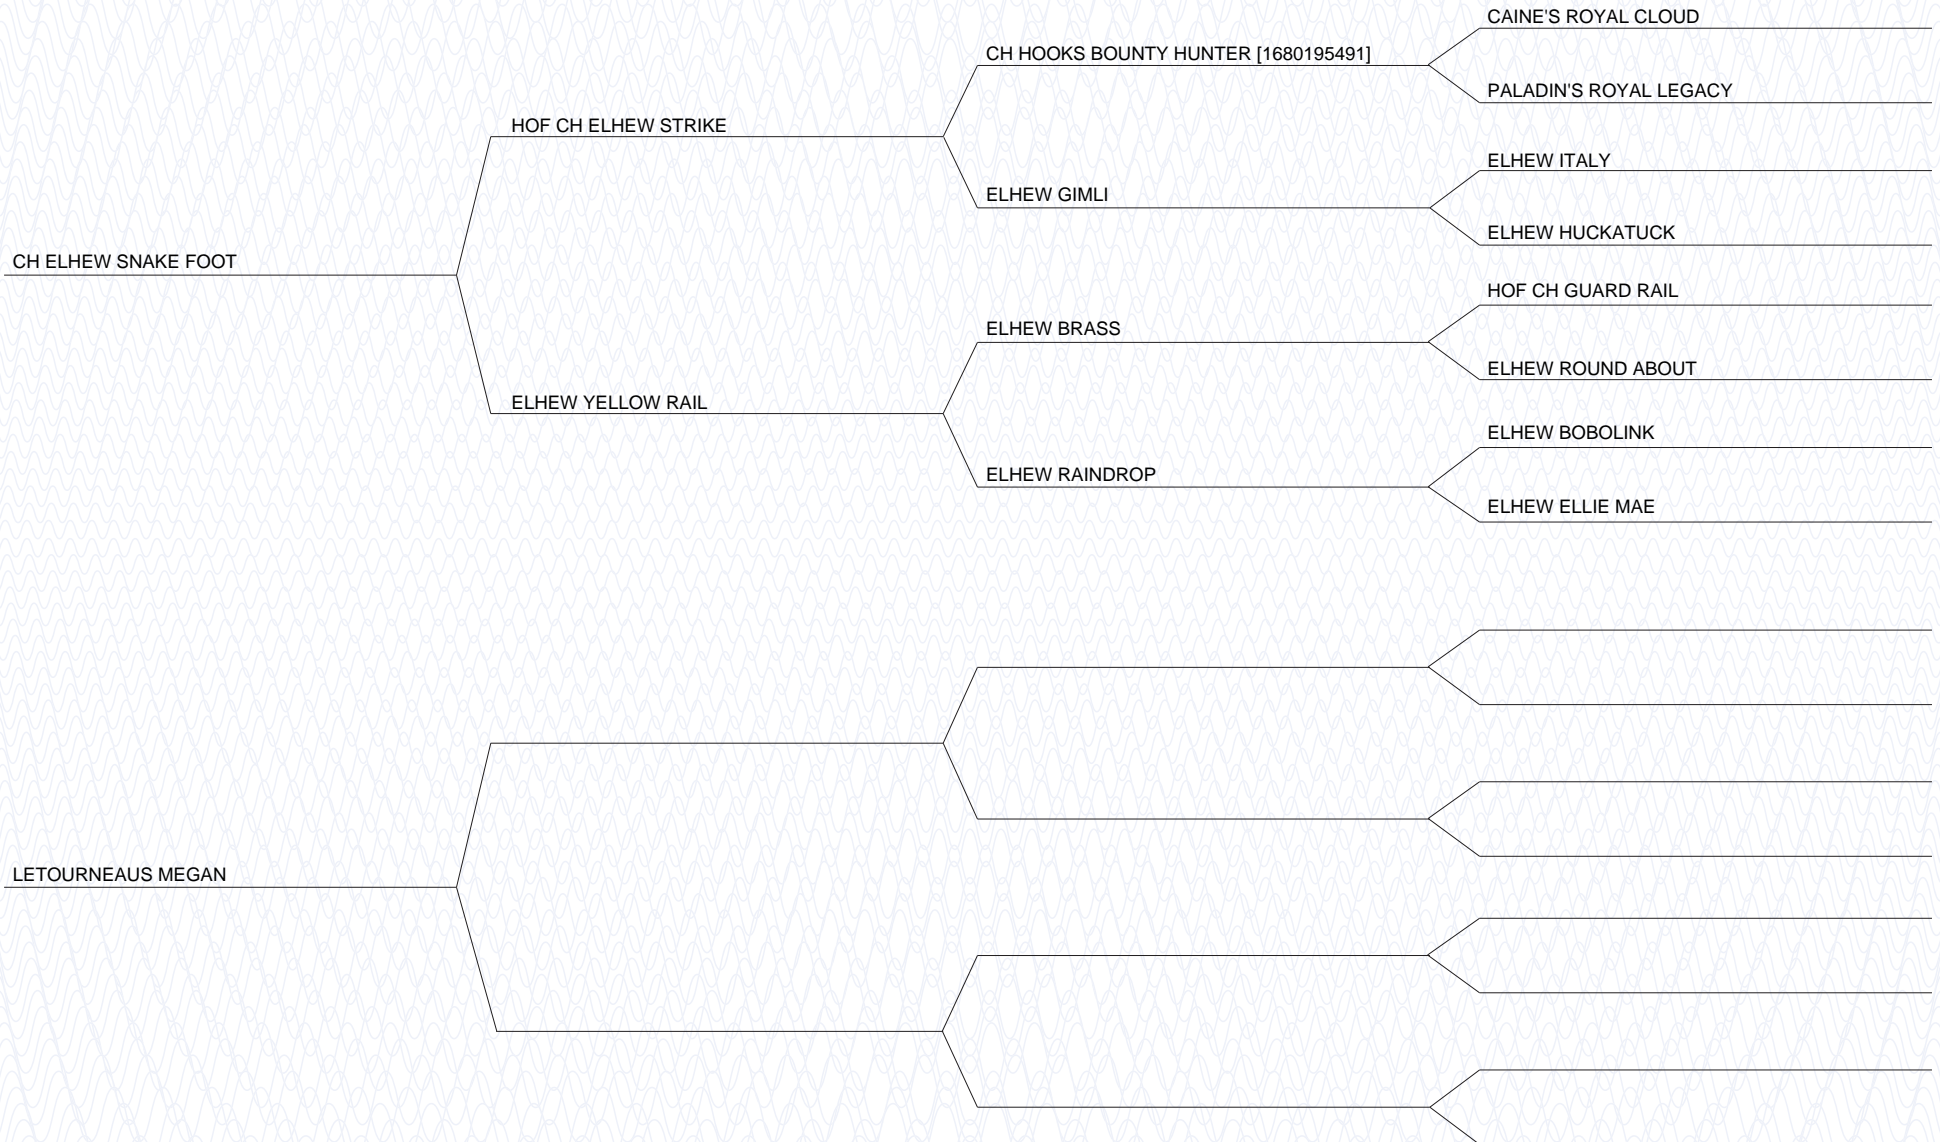 CAINE'S ROYAL CLOUD
CH HOOKS BOUNTY HUNTER [1680195491]
PALADIN'S ROYAL LEGACY
HOF CH ELHEW STRIKE
ELHEW ITALY
ELHEW GIMLI
ELHEW HUCKATUCK
CH ELHEW SNAKE FOOT
HOF CH GUARD RAIL
ELHEW BRASS
ELHEW ROUND ABOUT
ELHEW YELLOW RAIL
ELHEW BOBOLINK
ELHEW RAINDROP
ELHEW ELLIE MAE
LETOURNEAUS MEGAN